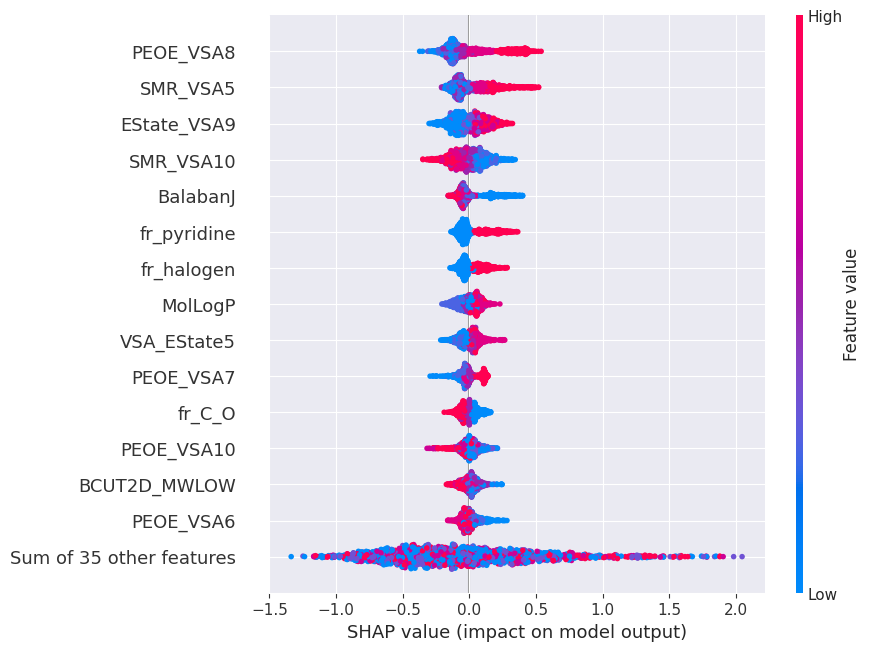 High
PEOE_VSA8
SMR_VSA5
EState_VSA9
SMR_VSA10
BalabanJ
fr_pyridine
fr_halogen
MolLogP
VSA_EState5
PEOE_VSA7
fr_C_O
PEOE_VSA10
BCUT2D_MWLOW
PEOE_VSA6
Sum of 35 other features
Feature value
Low
−1.5 −1.0 −0.5 0.0 0.5 1.0 1.5 2.0
SHAP value (impact on model output)